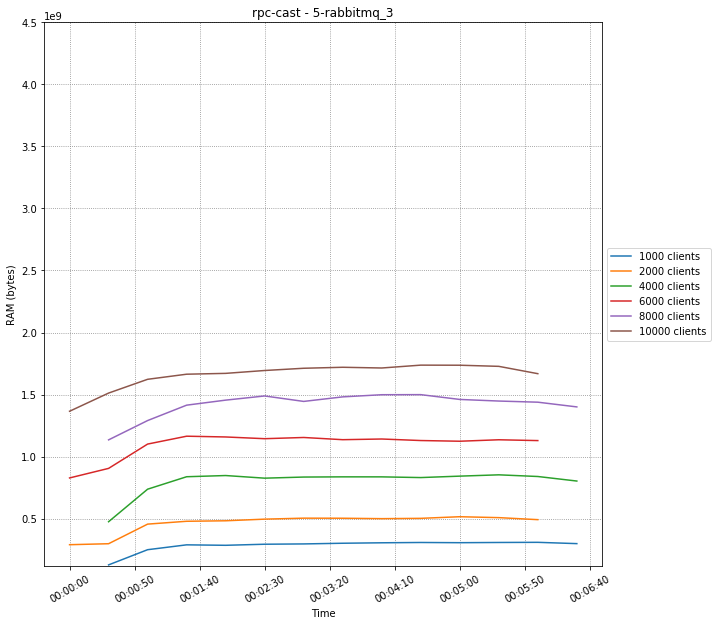 rpc-cast - 5-rabbitmq_3
1e9
4.5
4.0
3.5
3.0
2.5
2.0
1.5
1.0
0.5
RAM (bytes)
00:00:00
00:00:50
00:01:40
00:02:30
00:03:20
00:04:10
00:05:00
00:05:50
00:06:40
Time
1000 clients
2000 clients
4000 clients
6000 clients
8000 clients
10000 clients